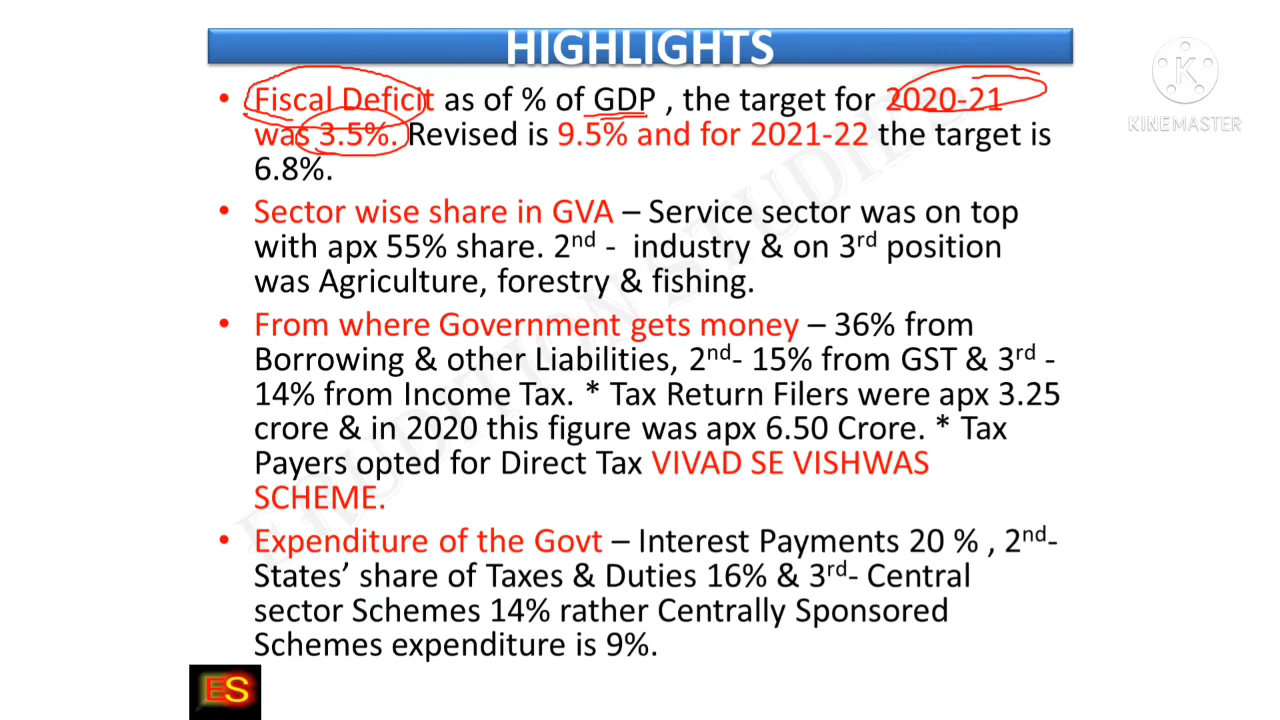 HIGHLIGHTS
• Fiscal Deficit as of % of GDP , the target for 2020-21
was 3.5%. Revised is 9.5% and for 2021-22 the target is
6.8%.
• Sector wise share in GVA – Service sector was on top
with apx 55% share. 2nd - industry & on 3rd position
was Agriculture, forestry & fishing.
• From where Government gets money – 36% from
Borrowing & other Liabilities, 2nd- 15% from GST & 3rd -
14% from Income Tax. * Tax Return Filers were apx 3.25
crore & in 2020 this figure was apx 6.50 Crore. * Tax
Payers opted for Direct Tax VIVAD SE VISHWAS
SCHEME.
• Expenditure of the Govt – Interest Payments 20 % , 2nd-
States’ share of Taxes & Duties 16% & 3rd- Central
sector Schemes 14% rather Centrally Sponsored
Schemes expenditure is 9%.
K
KINEMASTER
ES